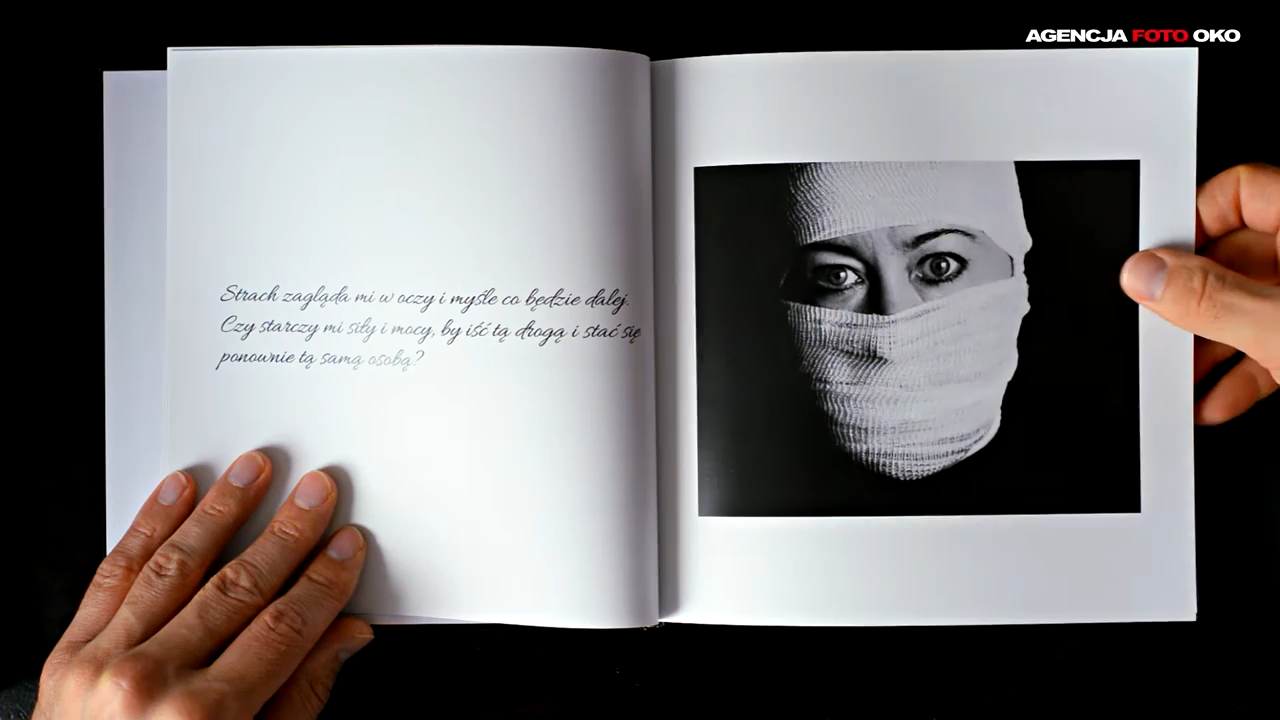 AGENCJA FOTO OKO
Strach zagląda mi w oczy i myśle co będzie dalej.
Czy starczy mi siły i mocy, by iść tą drogą i stać się
ponownie tą samą osobą?